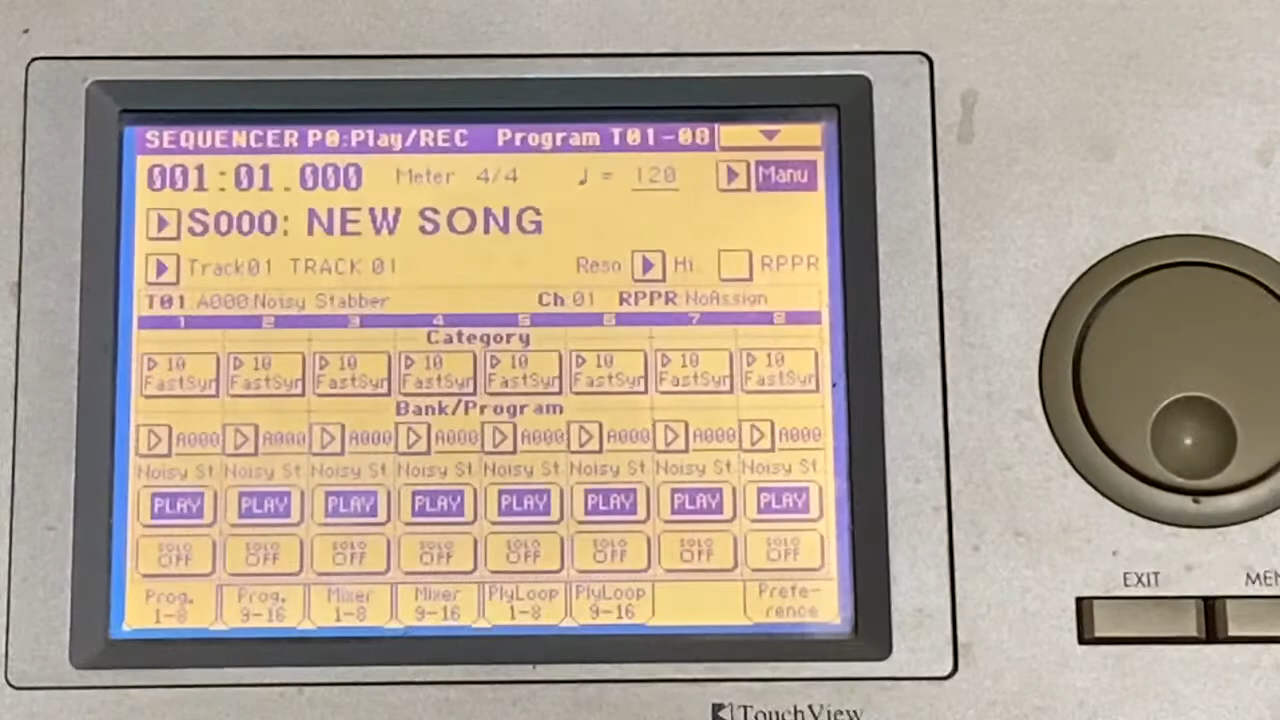 SEQUENCER P0:Play/REC Program T01-08
001:01.000 Meter 4/4 ♩ = 120 Manu
S000: NEW SONG
Track01 TRACK 01 Reso Hi RPPR
T01 A000:Noisy Stabber Ch:01 RPPR:NoAssign
1 2 3 4 5 6 7 8
Category
10 10 10 10 10 10 10 10
FastSyn FastSyn FastSyn FastSyn FastSyn FastSyn FastSyn FastSyn
Bank/Program
A000 A000 A000 A000 A000 A000 A000 A000
Noisy St Noisy St Noisy St Noisy St Noisy St Noisy St Noisy St Noisy St
PLAY PLAY PLAY PLAY PLAY PLAY PLAY PLAY
SOLO SOLO SOLO SOLO SOLO SOLO SOLO SOLO
OFF OFF OFF OFF OFF OFF OFF OFF
Prog. Prog. Mixer Mixer PlyLoop PlyLoop Prefe-
1-8 9-16 1-8 9-16 1-8 9-16 rence
EXIT MEN
TouchView